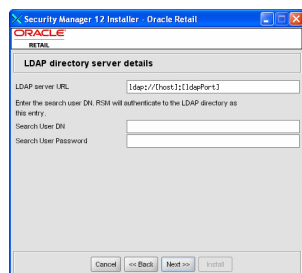 Security Manager 12 Installer - Oracle Retail
ORACLE
RETAIL
LDAP directory server details
LDAP server URL
ldap://[host]:[ldapPort]
Enter the search user DN. RSM will authenticate to the LDAP directory as
this entry.
Search User DN
Search User Password
Cancel
<< Back
Next >>
Install